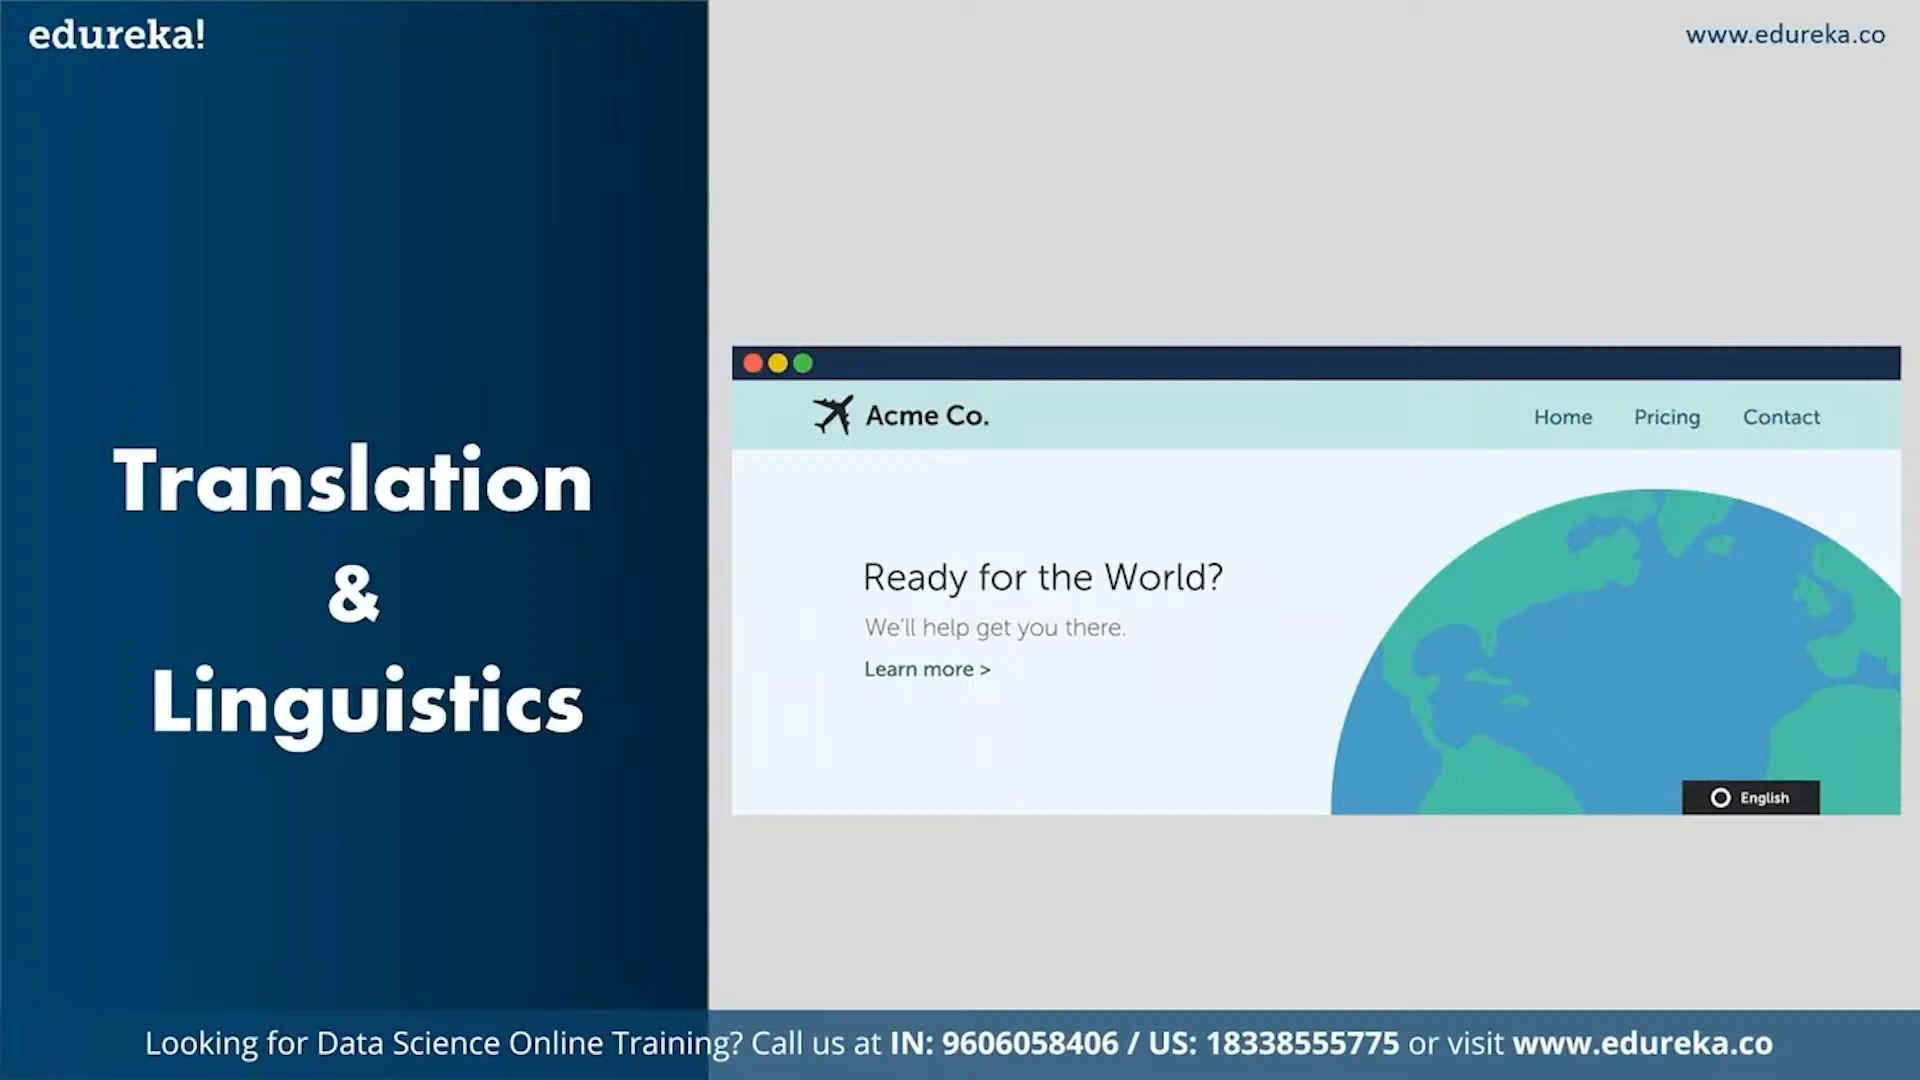 edureka!
www.edureka.co
Translation
&
Linguistics
Acme Co.
Home Pricing Contact
Ready for the World?
We'll help get you there.
Learn more >
English
Looking for Data Science Online Training? Call us at IN: 9606058406 / US: 18338555775 or visit www.edureka.co